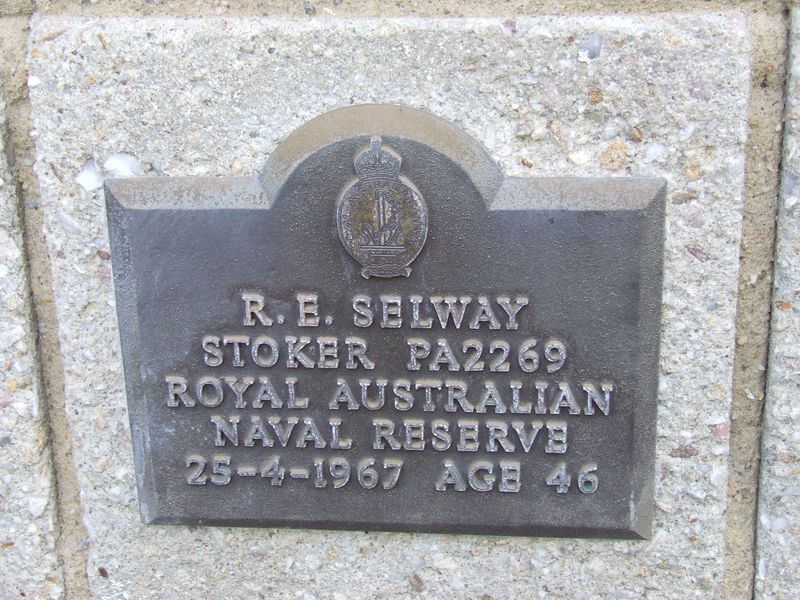 R. E. SELWAY
STOKER PA2269
ROYAL AUSTRALIAN
NAVAL RESERVE
25-4-1967 AGE 46